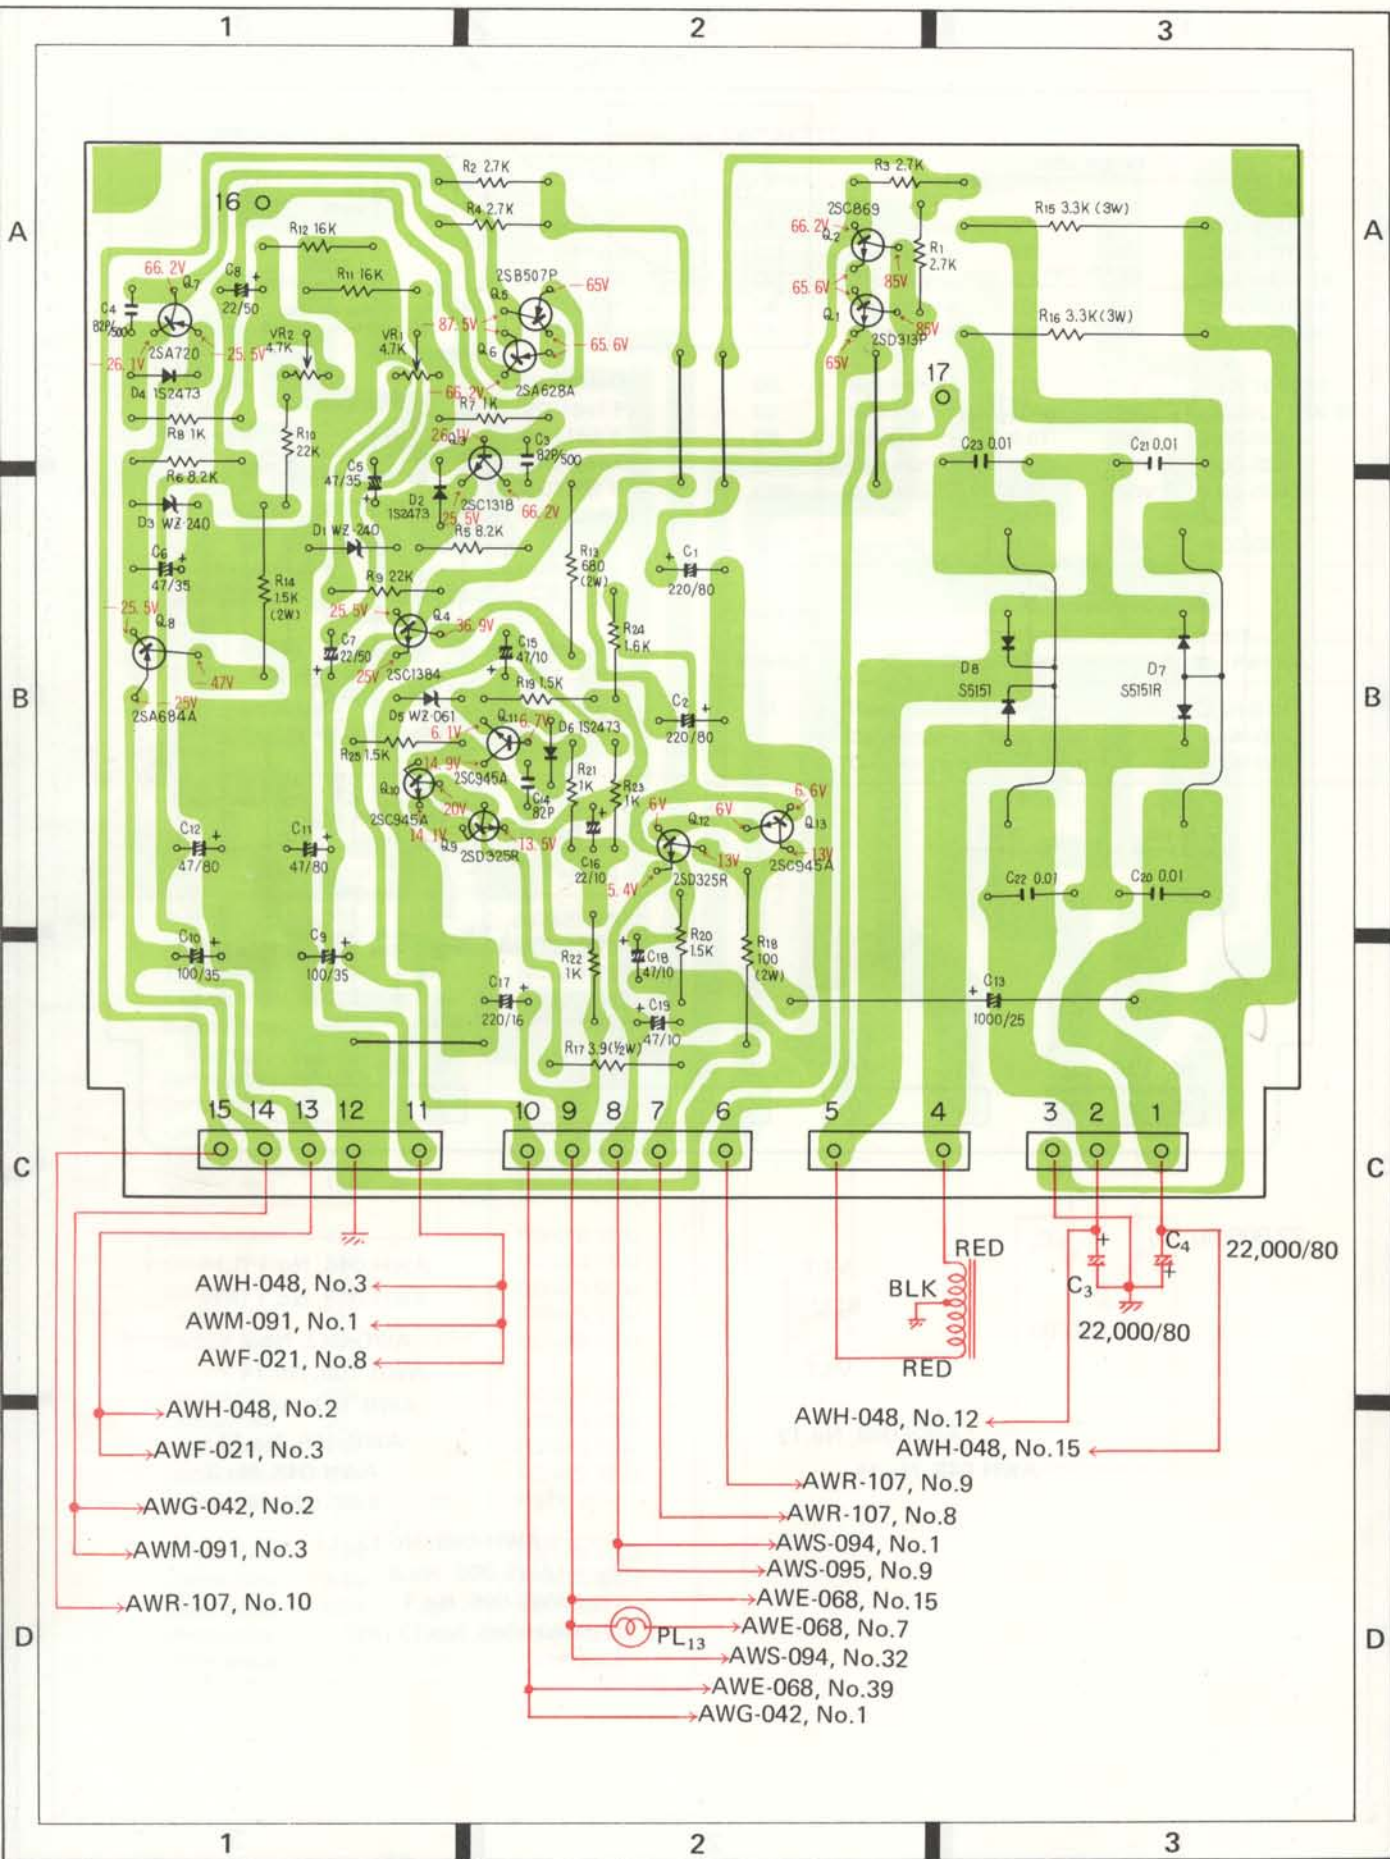 1 2 3
A A
R2 2.7K
R3 2.7K
16
R4 2.7K
2SC869
R15 3.3K (3W)
R12 16K
66.2V
Q2
R1
2.7K
66.2V
Q7
C8
+
22/50
R11 16K
2SB507P
Q5
-65V
65.6V
85V
C4
82P/500
VR2
4.7K
VR1
4.7K
-87.5V
Q1
85V
R16 3.3K (3W)
2SA720
-26.1V
-25.5V
Q6
-65.6V
2SD313P
65V
D4 1S2473
-66.2V
2SA628A
17
R7 1K
R8 1K
R10
22K
26.1V
Q3
C3
82P/500
C23 0.01
C21 0.01
R6 8.2K
C5
47/35
+
D2
1S2473
2SC1318
25.5V
66.2V
D3 WZ-240
D1 WZ-240
R5 8.2K
R13
680
(2W)
+
C1
220/80
C6
+
47/35
R14
1.5K
(2W)
R9 22K
-25.5V
Q8
25.5V
Q4
36.9V
R24
1.6K
C7
22/50
+
C15
47/10
+
25V
2SC1384
D8
S5151
D7
S5151R
-47V
R19 1.5K
-25V
2SA684A
B B
C2
+
220/80
D5 WZ-061
Q11
6.7V
D6 1S2473
6.1V
R25 1.5K
14.9V
2SC945A
R21
1K
R23
1K
Q10
20V
C14
82P
6.6V
6V
6V
Q12
Q13
2SC945A
14.1V
Q9
13.5V
2SD325R
C12
+
47/80
C11
+
47/80
+
C16
22/10
13V
13V
2SC945A
5.4V
2SD325R
C22 0.01
C20 0.01
C10
+
100/35
C9
+
100/35
R22
1K
+
C18
47/10
R20
1.5K
R18
100
(2W)
C17
+
220/16
C19
+
47/10
+
C13
1000/25
R17 3.9(½W)
15 14 13 12 11 10 9 8 7 6 5 4 3 2 1
C C
RED
+
C4
22,000/80
AWH-048, No.3
BLK
C3
+
AWM-091, No.1
22,000/80
AWF-021, No.8
RED
AWH-048, No.2
AWH-048, No.12
AWF-021, No.3
AWH-048, No.15
AWR-107, No.9
AWG-042, No.2
AWR-107, No.8
AWS-094, No.1
AWM-091, No.3
AWS-095, No.9
AWR-107, No.10
AWE-068, No.15
D D
PL13
AWE-068, No.7
AWS-094, No.32
AWE-068, No.39
AWG-042, No.1
1 2 3